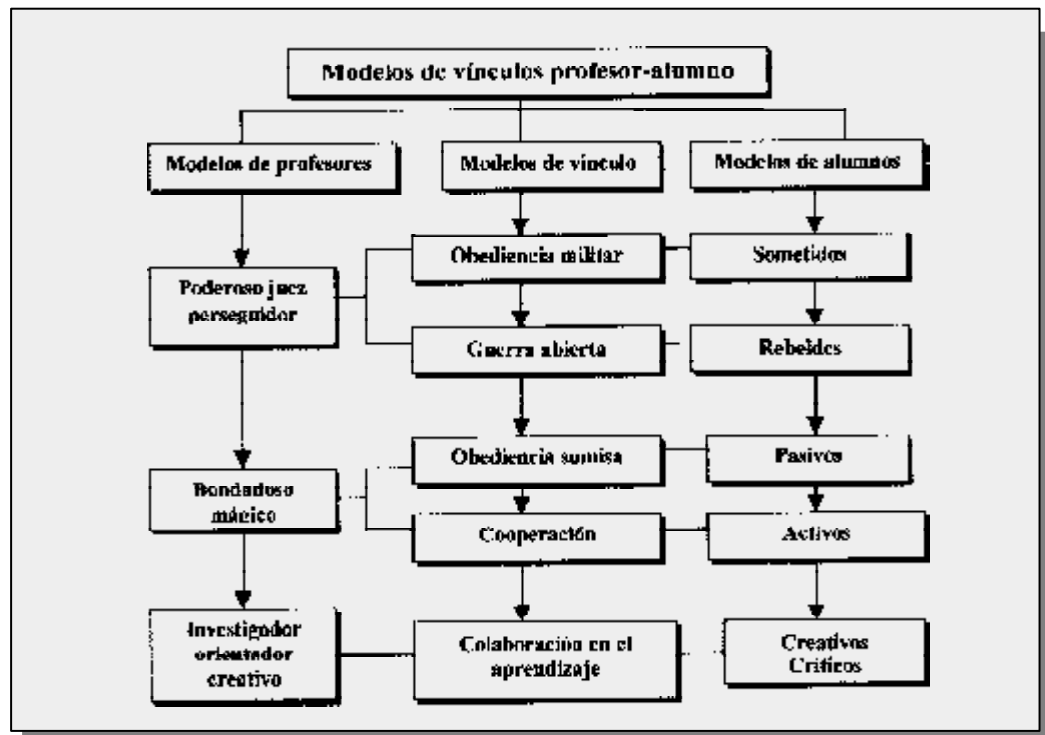 Modelos de vínculos profesor-alumno
Modelos de profesores
Modelos de vínculo
Modelos de alumnos
Obediencia militar
Sometidos
Poderoso juez
perseguidor
Guerra abierta
Rebeldes
Obediencia sumisa
Pasivos
Bondadoso
mágico
Cooperación
Activos
Investigador
orientador
creativo
Colaboración en el
aprendizaje
Creativos
Críticos